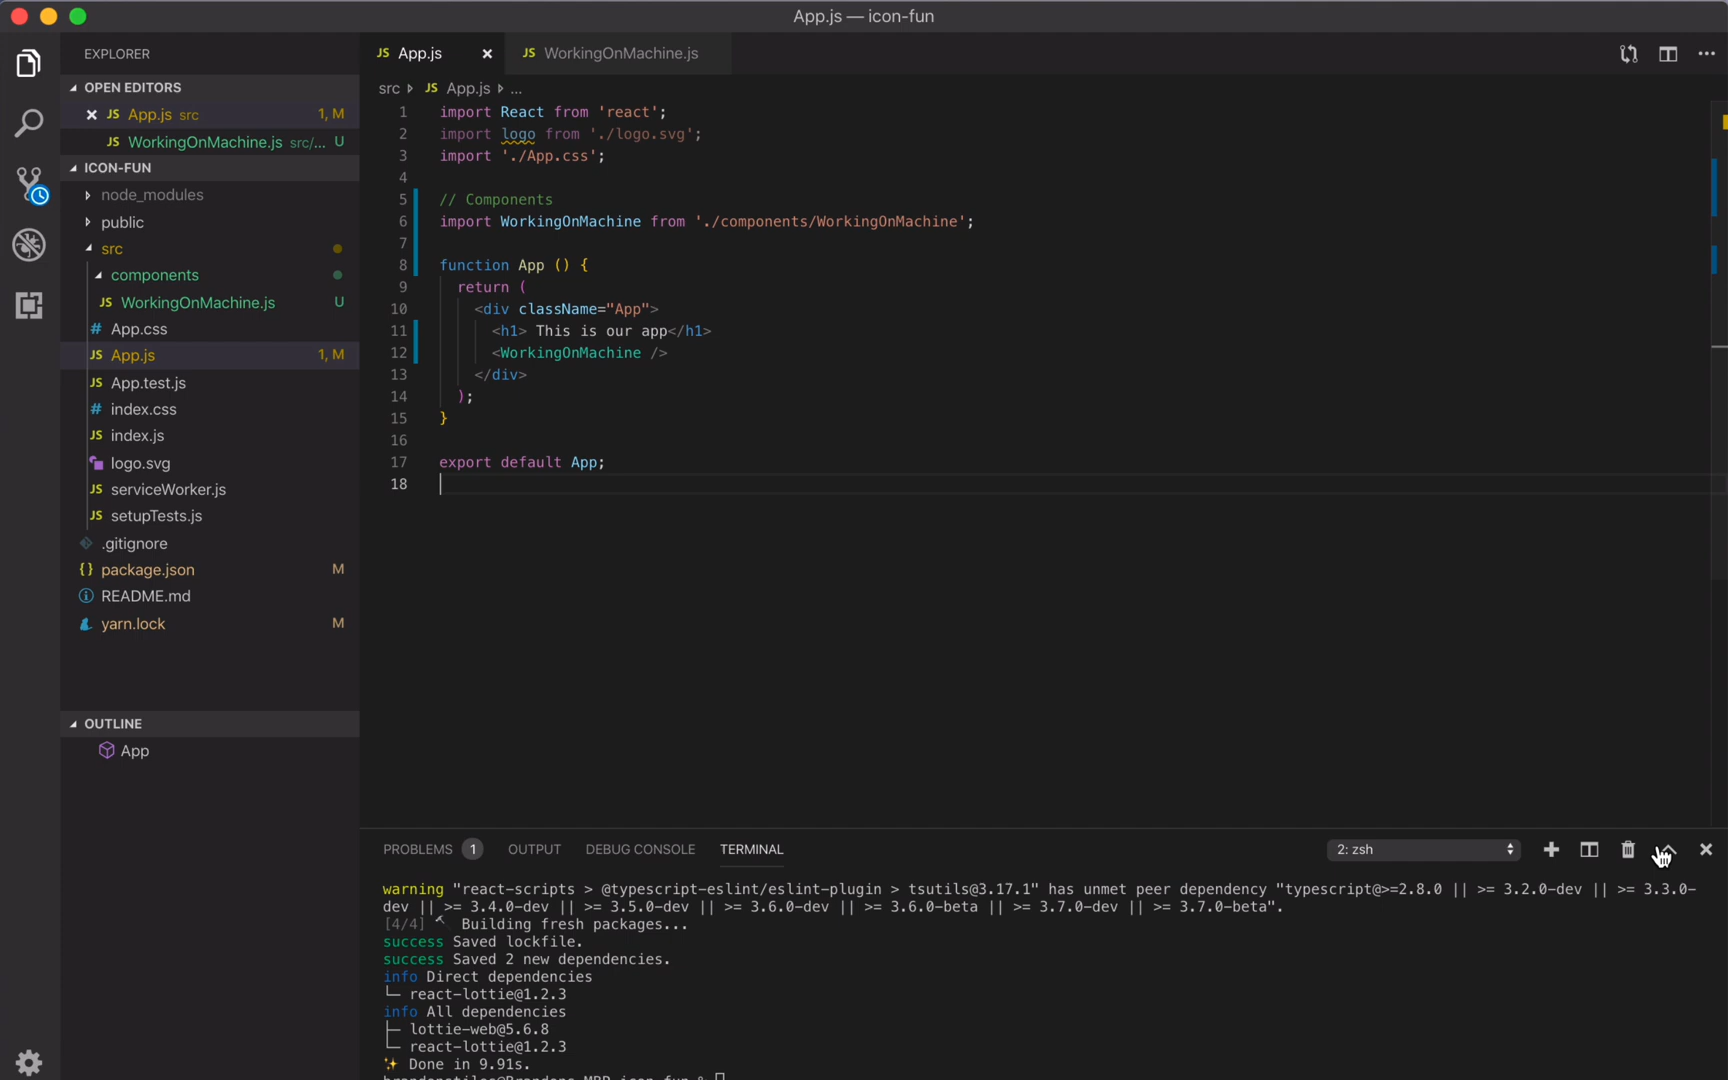 App.js — icon-fun
EXPLORER
OPEN EDITORS
JS App.js src 1, M
JS WorkingOnMachine.js src/... U
ICON-FUN
node_modules
public
src
components
JS WorkingOnMachine.js U
# App.css
JS App.js 1, M
JS App.test.js
# index.css
JS index.js
logo.svg
JS serviceWorker.js
JS setupTests.js
.gitignore
{} package.json M
README.md
yarn.lock M
OUTLINE
App
JS App.js
JS WorkingOnMachine.js
src JS App.js ...
1 import React from 'react';
2 import logo from './logo.svg';
3 import './App.css';
4
5 // Components
6 import WorkingOnMachine from './components/WorkingOnMachine';
7
8 function App () {
9 return (
10 <div className="App">
11 <h1> This is our app</h1>
12 <WorkingOnMachine />
13 </div>
14 );
15 }
16
17 export default App;
18
PROBLEMS 1 OUTPUT DEBUG CONSOLE TERMINAL 2: zsh
warning "react-scripts > @typescript-eslint/eslint-plugin > tsutils@3.17.1" has unmet peer dependency "typescript@>=2.8.0 || >= 3.2.0-dev || >= 3.3.0-
dev || >= 3.4.0-dev || >= 3.5.0-dev || >= 3.6.0-dev || >= 3.6.0-beta || >= 3.7.0-dev || >= 3.7.0-beta".
[4/4] Building fresh packages...
success Saved lockfile.
success Saved 2 new dependencies.
info Direct dependencies
└─ react-lottie@1.2.3
info All dependencies
├─ lottie-web@5.6.8
└─ react-lottie@1.2.3
✨ Done in 9.91s.